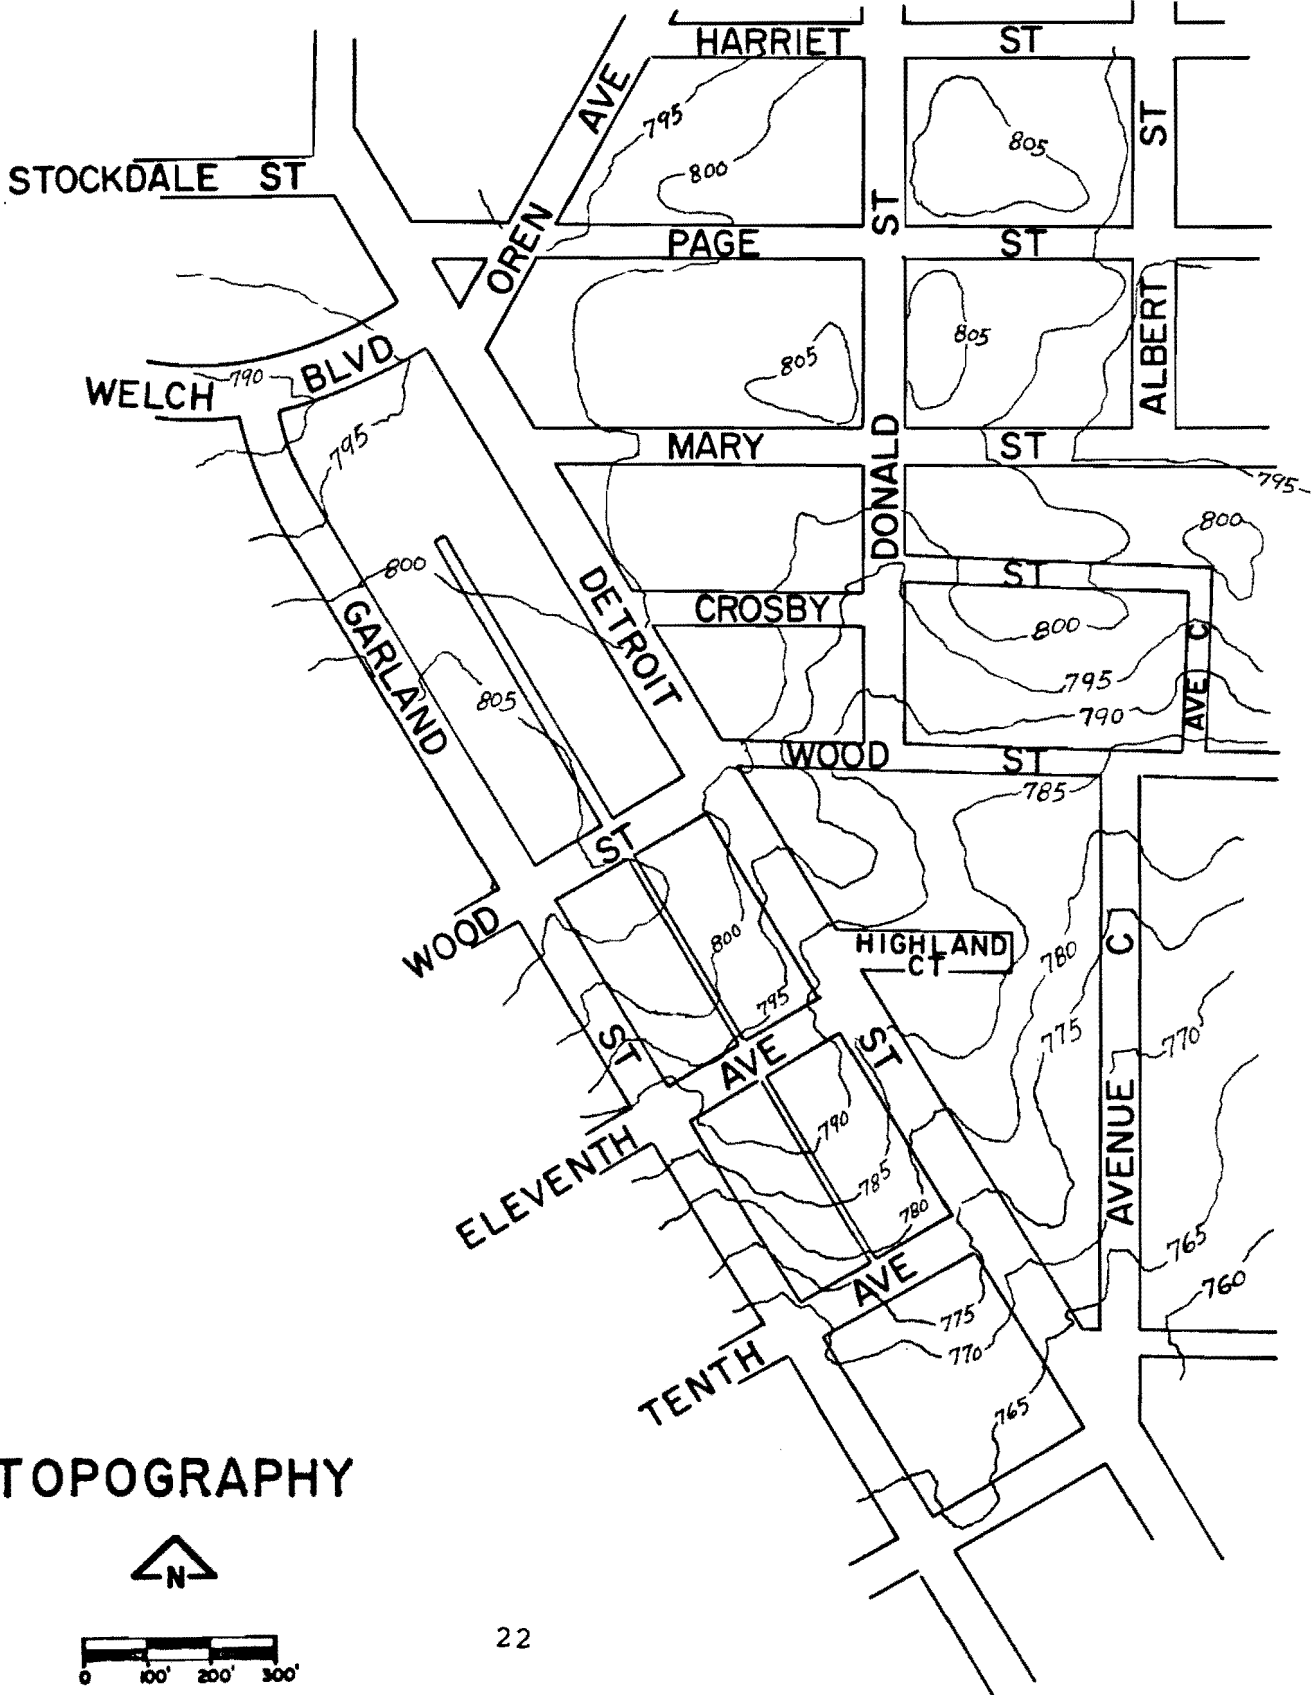 HARRIET ST
AVE
795
805
ST
800
STOCKDALE ST
ST
OREN
PAGE ST
ALBERT
805
805
BLVD
790
WELCH
795
MARY ST
DONALD
795
800
800
ST
DETROIT
CROSBY
GARLAND
800
C
795
AVE
805
790
WOOD ST
785
ST
WOOD
800
HIGHLAND
CT
780
C
795
775
770
ST
AVE
ST
790
AVENUE
ELEVENTH
785
780
765
AVE
760
775
770
TENTH
765
TOPOGRAPHY
N
0 100' 200' 300'
22